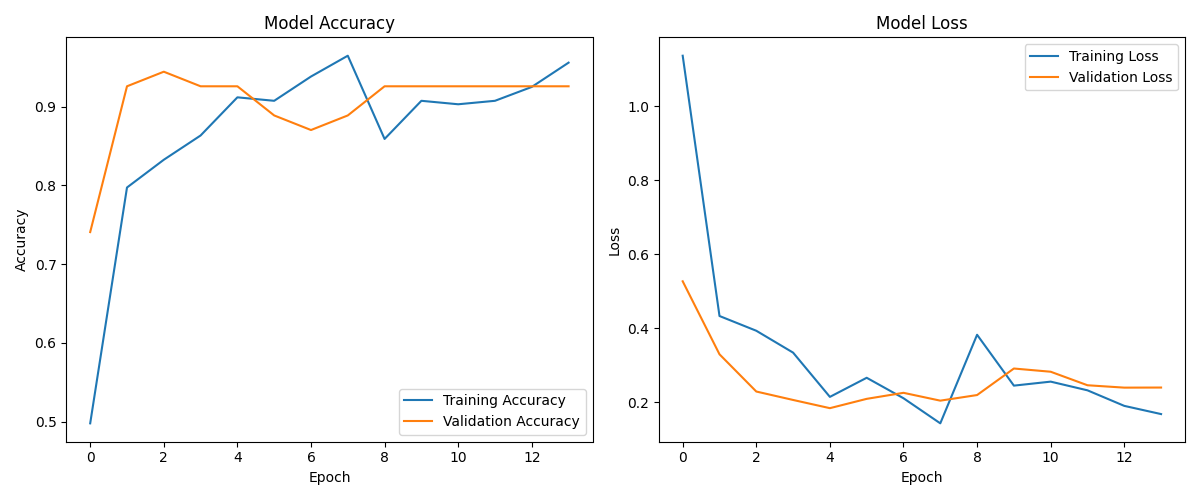 Model Accuracy
Accuracy
0.9
0.8
0.7
0.6
0.5
0 2 4 6 8 10 12
Epoch
Training Accuracy
Validation Accuracy
Model Loss
Loss
1.0
0.8
0.6
0.4
0.2
0 2 4 6 8 10 12
Epoch
Training Loss
Validation Loss